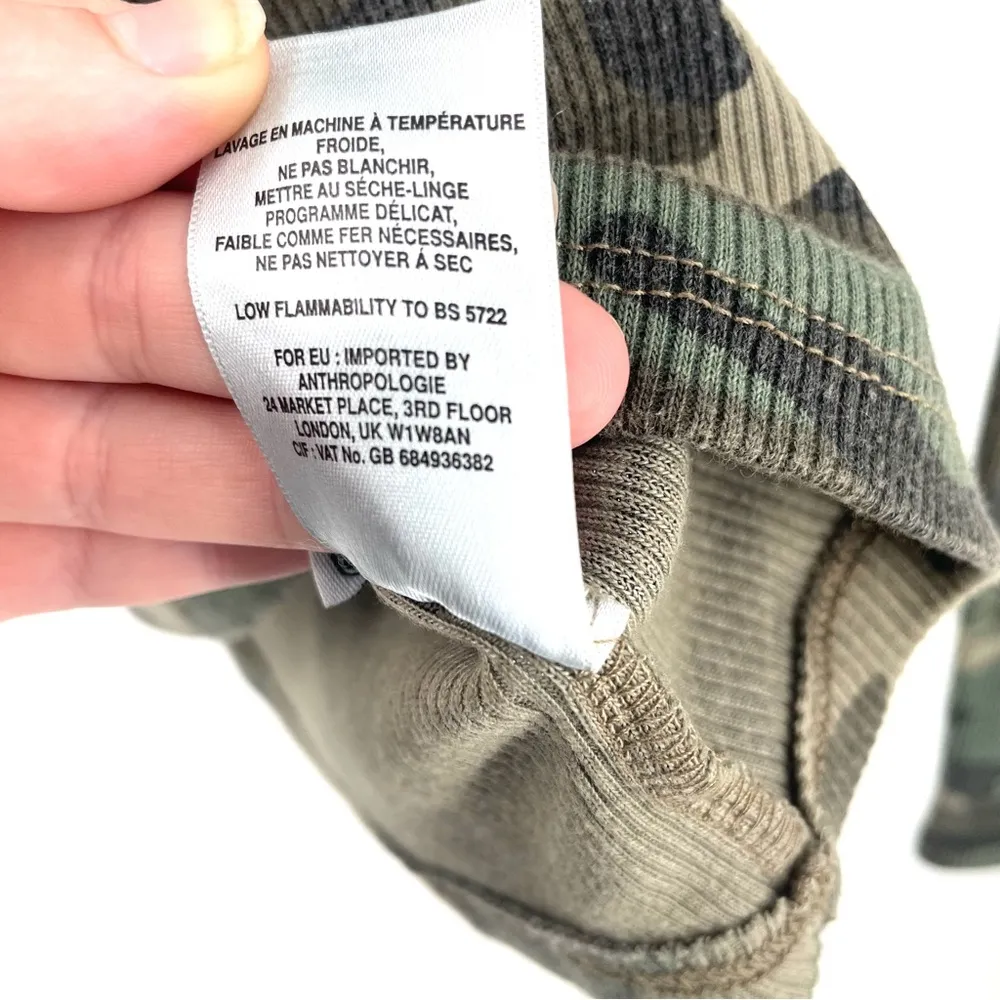 LAVAGE EN MACHINE À TEMPÉRATURE
FROIDE,
NE PAS BLANCHIR,
METTRE AU SÉCHE-LINGE
PROGRAMME DÉLICAT,
FAIBLE COMME FER NÉCESSAIRES,
NE PAS NETTOYER Á SEC
LOW FLAMMABILITY TO BS 5722
FOR EU : IMPORTED BY
ANTHROPOLOGIE
24 MARKET PLACE, 3RD FLOOR
LONDON, UK W1W8AN
CIF : VAT No. GB 684936382